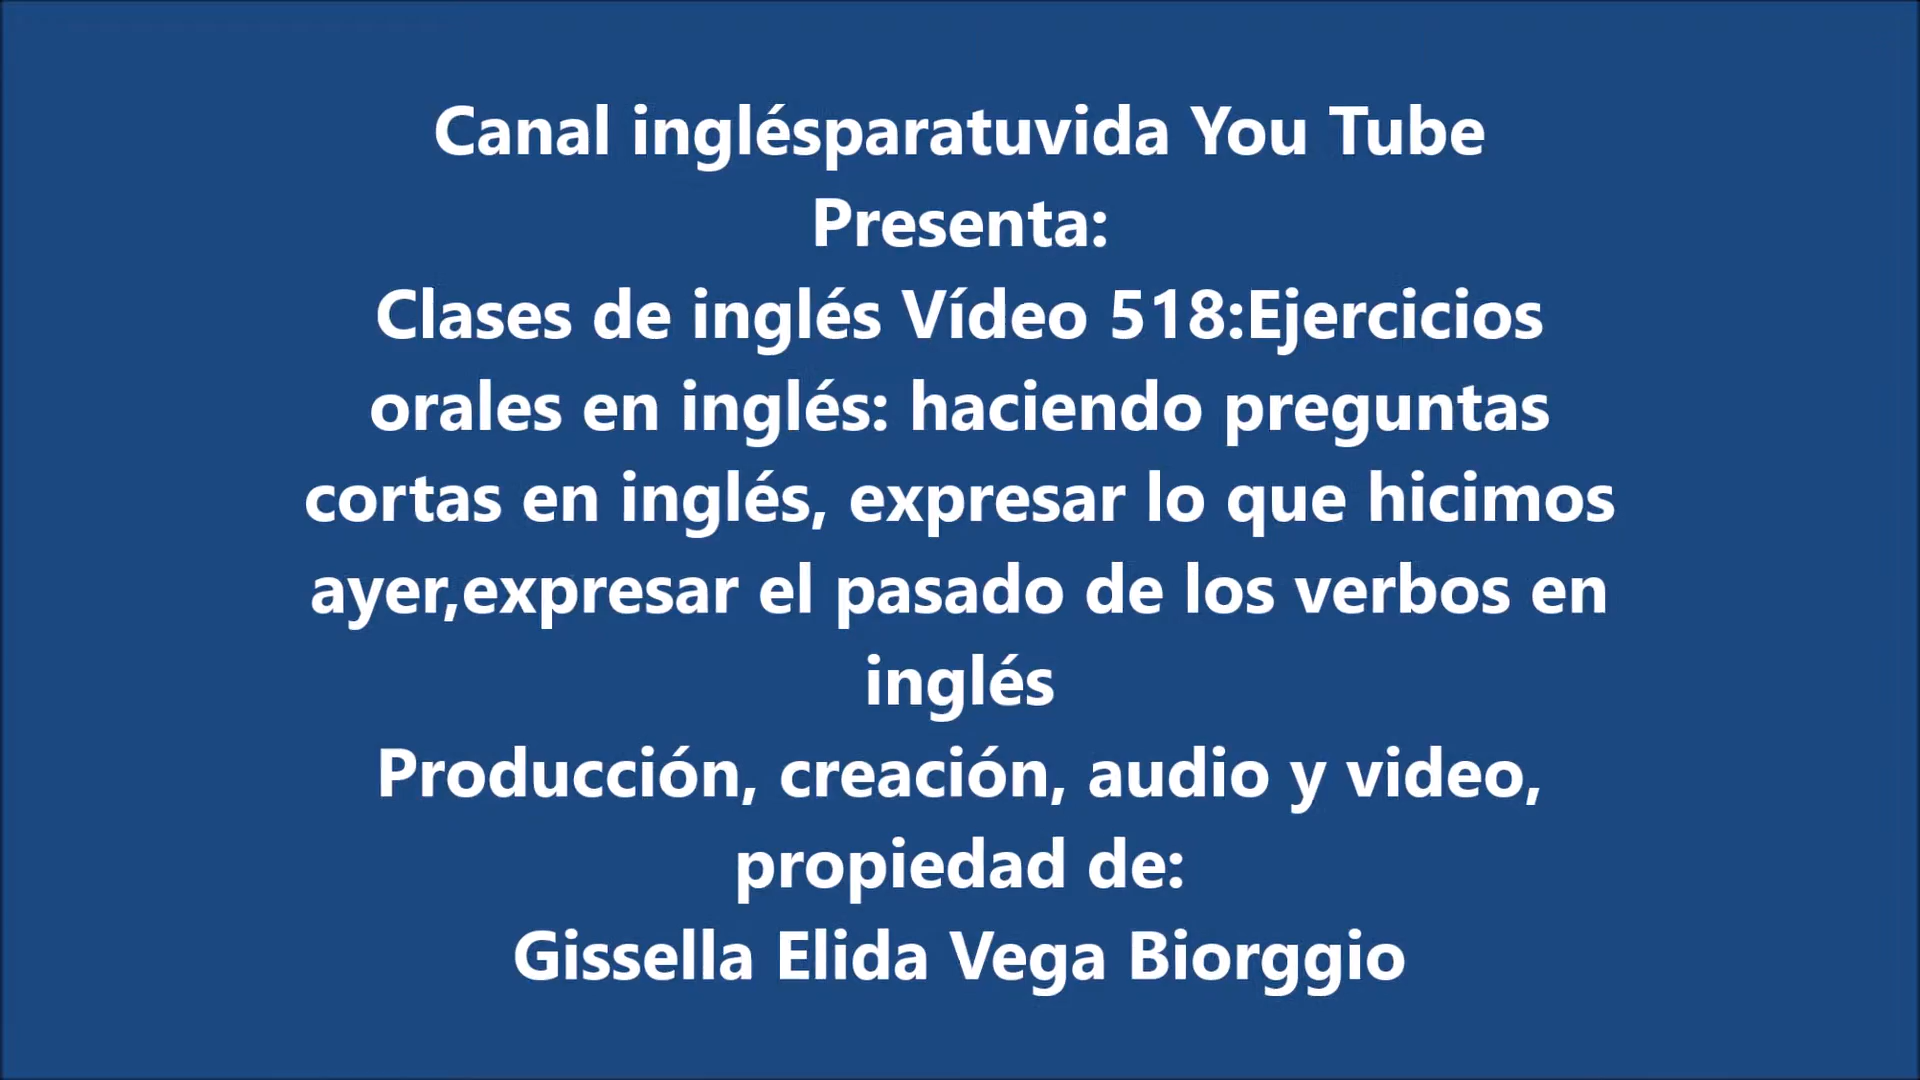 Canal inglésparatuvida You Tube
Presenta:
Clases de inglés Vídeo 518:Ejercicios
orales en inglés: haciendo preguntas
cortas en inglés, expresar lo que hicimos
ayer,expresar el pasado de los verbos en
inglés
Producción, creación, audio y video,
propiedad de:
Gissella Elida Vega Biorggio